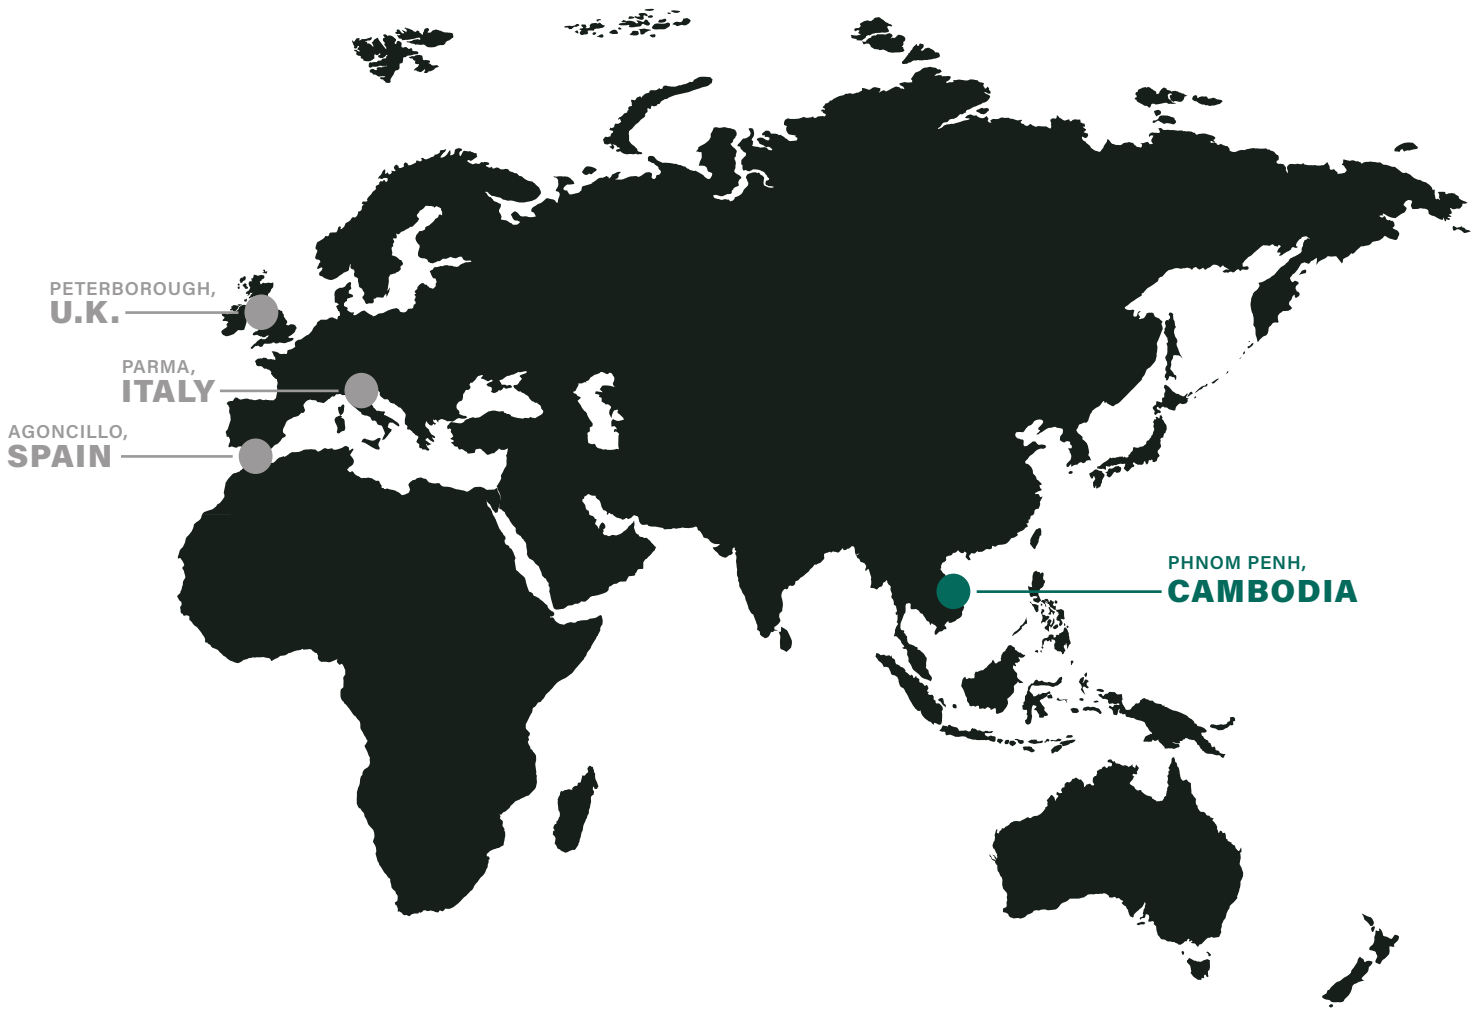 PETERBOROUGH,
U.K.
PARMA,
ITALY
AGONCILLO,
SPAIN
PHNOM PENH,
CAMBODIA